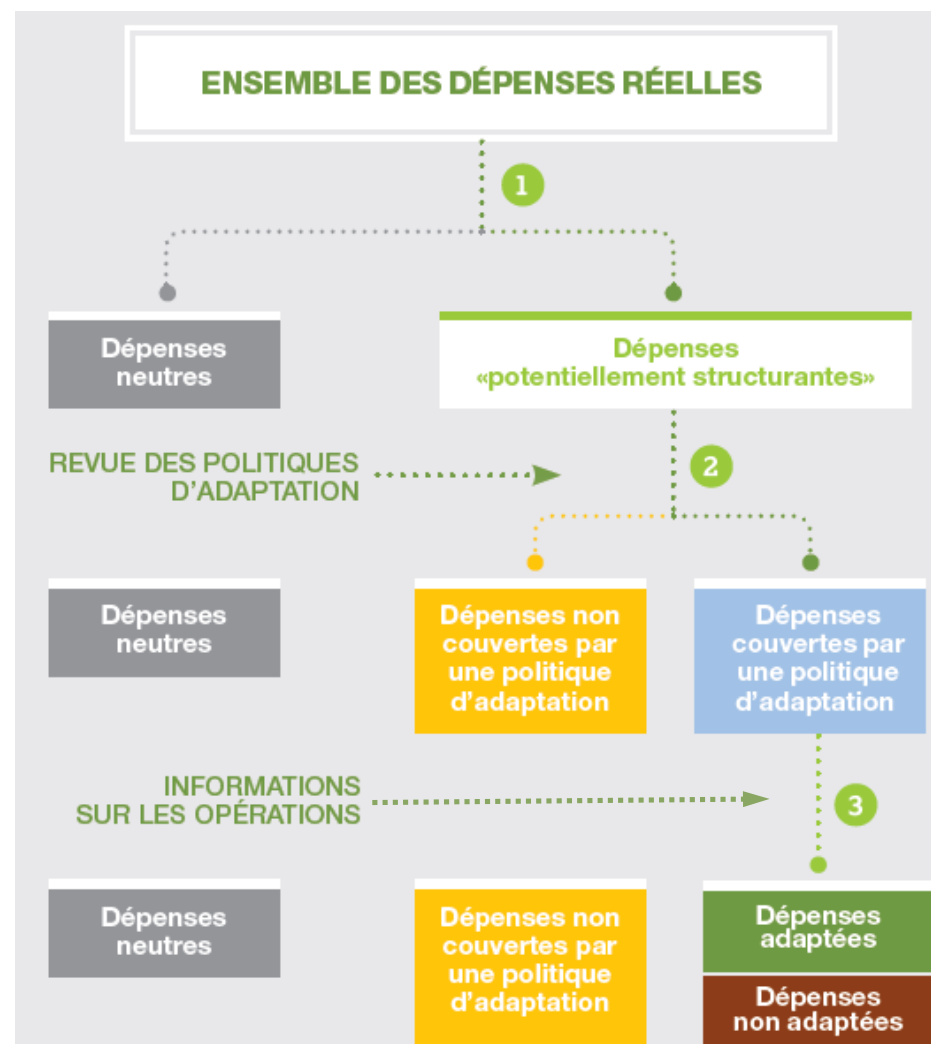 ENSEMBLE DES DÉPENSES RÉELLES
1
Dépenses
neutres
Dépenses
«potentiellement structurantes»
REVUE DES POLITIQUES
D'ADAPTATION
2
Dépenses
neutres
Dépenses non
couvertes par
une politique
d'adaptation
Dépenses
couvertes par
une politique
d'adaptation
INFORMATIONS
SUR LES OPÉRATIONS
3
Dépenses
neutres
Dépenses non
couvertes par
une politique
d'adaptation
Dépenses
adaptées
Dépenses
non adaptées